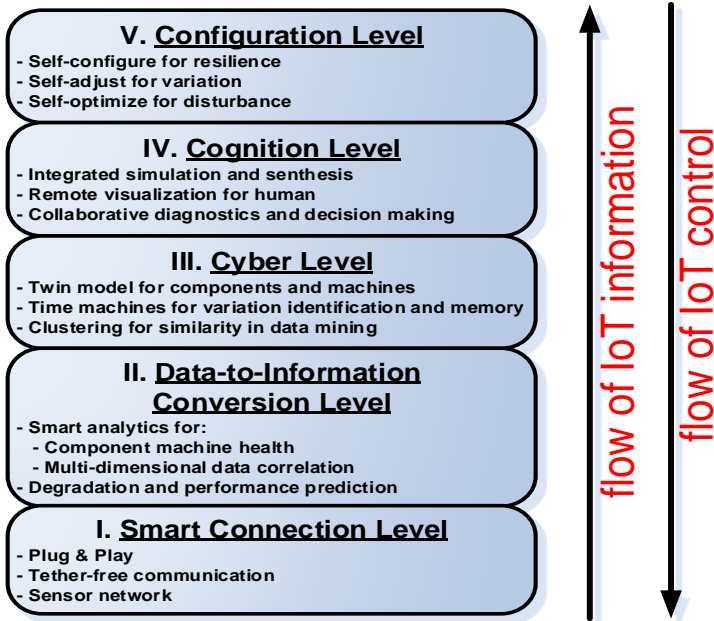 V. Configuration Level
- Self-configure for resilience
- Self-adjust for variation
- Self-optimize for disturbance
IV. Cognition Level
- Integrated simulation and senthesis
- Remote visualization for human
- Collaborative diagnostics and decision making
III. Cyber Level
- Twin model for components and machines
- Time machines for variation identification and memory
- Clustering for similarity in data mining
II. Data-to-Information
Conversion Level
- Smart analytics for:
- Component machine health
- Multi-dimensional data correlation
- Degradation and performance prediction
I. Smart Connection Level
- Plug & Play
- Tether-free communication
- Sensor network
flow of IoT information
flow of IoT control